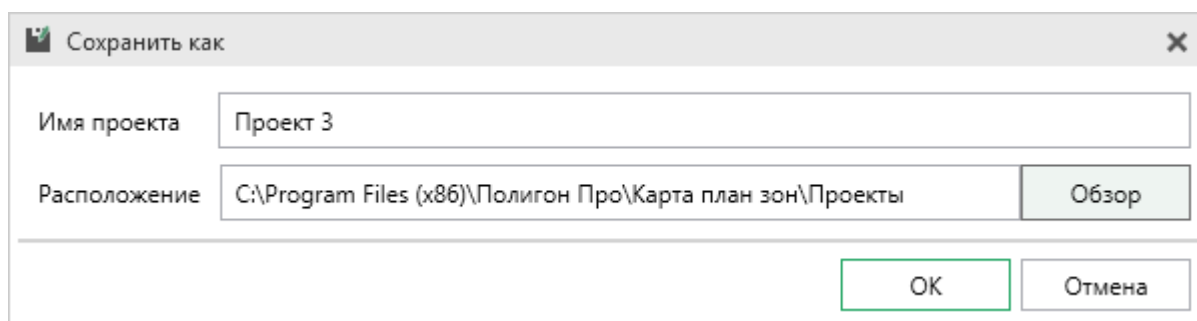 Сохранить как
Имя проекта Проект 3
Расположение C:\Program Files (x86)\Полигон Про\Карта план зон\Проекты Обзор
ОК Отмена